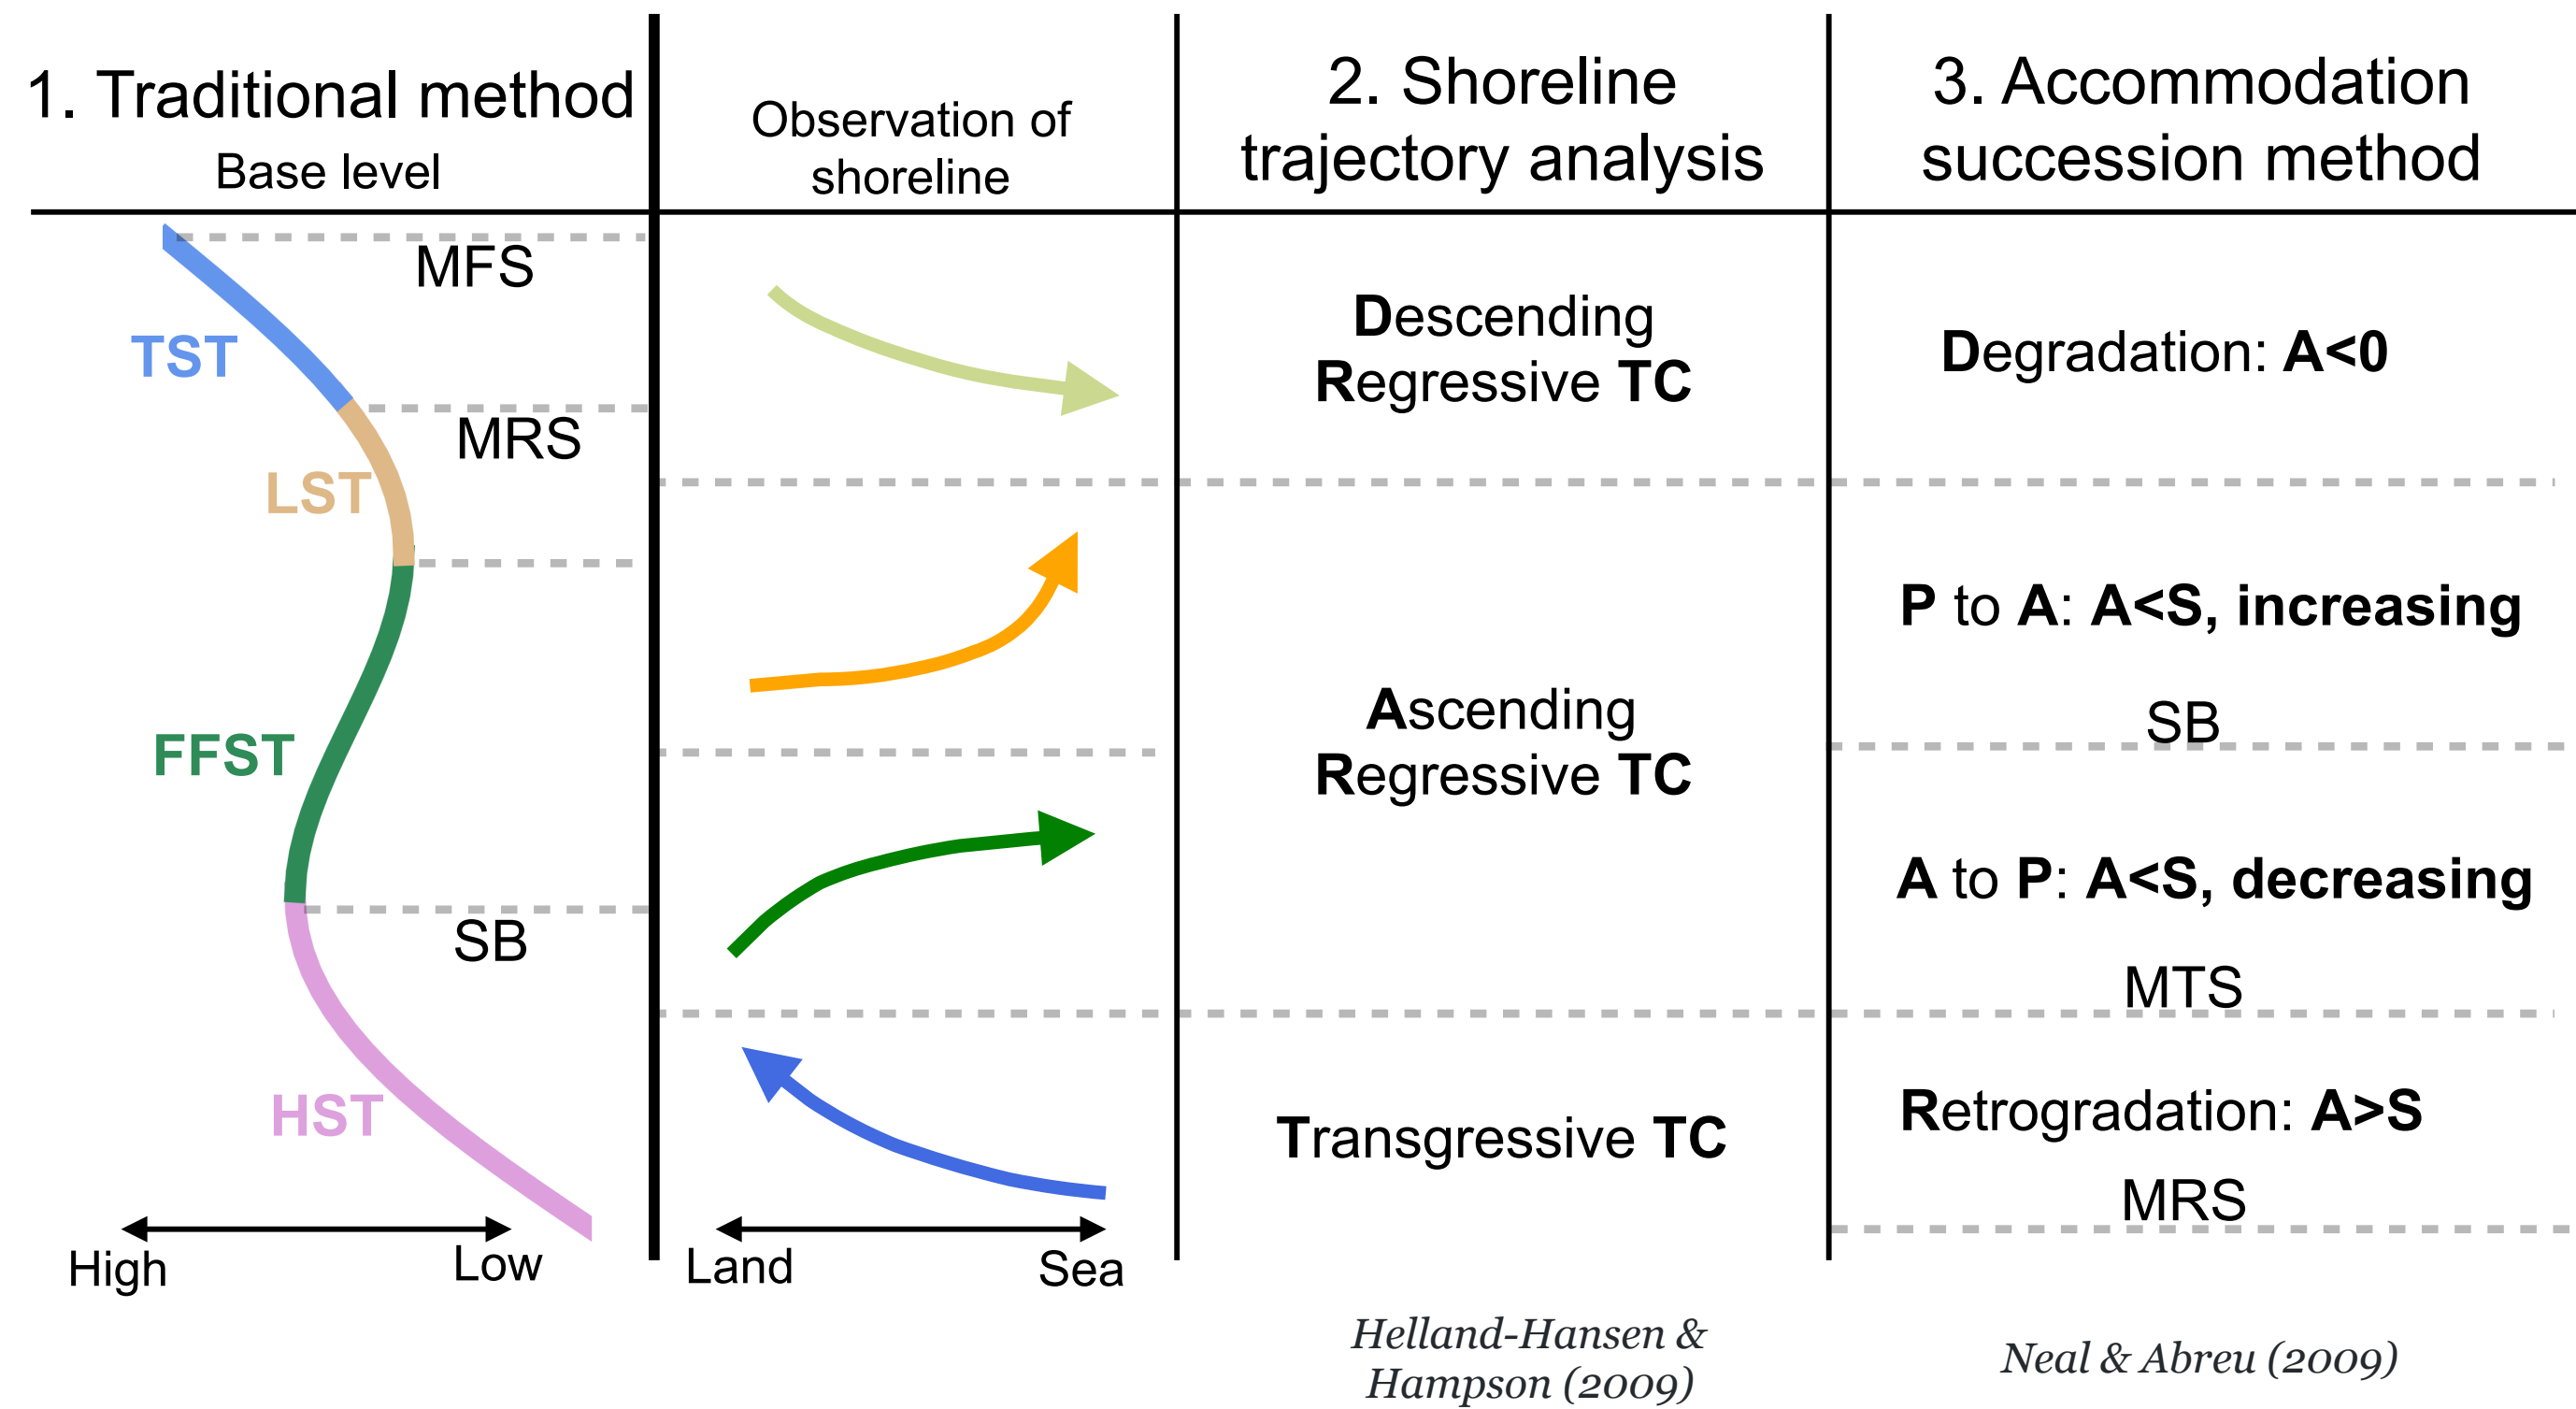 1. Traditional method
Base level
Observation of
shoreline
2. Shoreline
trajectory analysis
3. Accommodation
succession method
MFS
TST
MRS
LST
FFST
SB
HST
High
Low
Land
Sea
Descending
Regressive TC
Ascending
Regressive TC
Transgressive TC
Degradation: A<0
P to A: A<S, increasing
SB
A to P: A<S, decreasing
MTS
Retrogradation: A>S
MRS
Helland-Hansen &
Hampson (2009)
Neal & Abreu (2009)